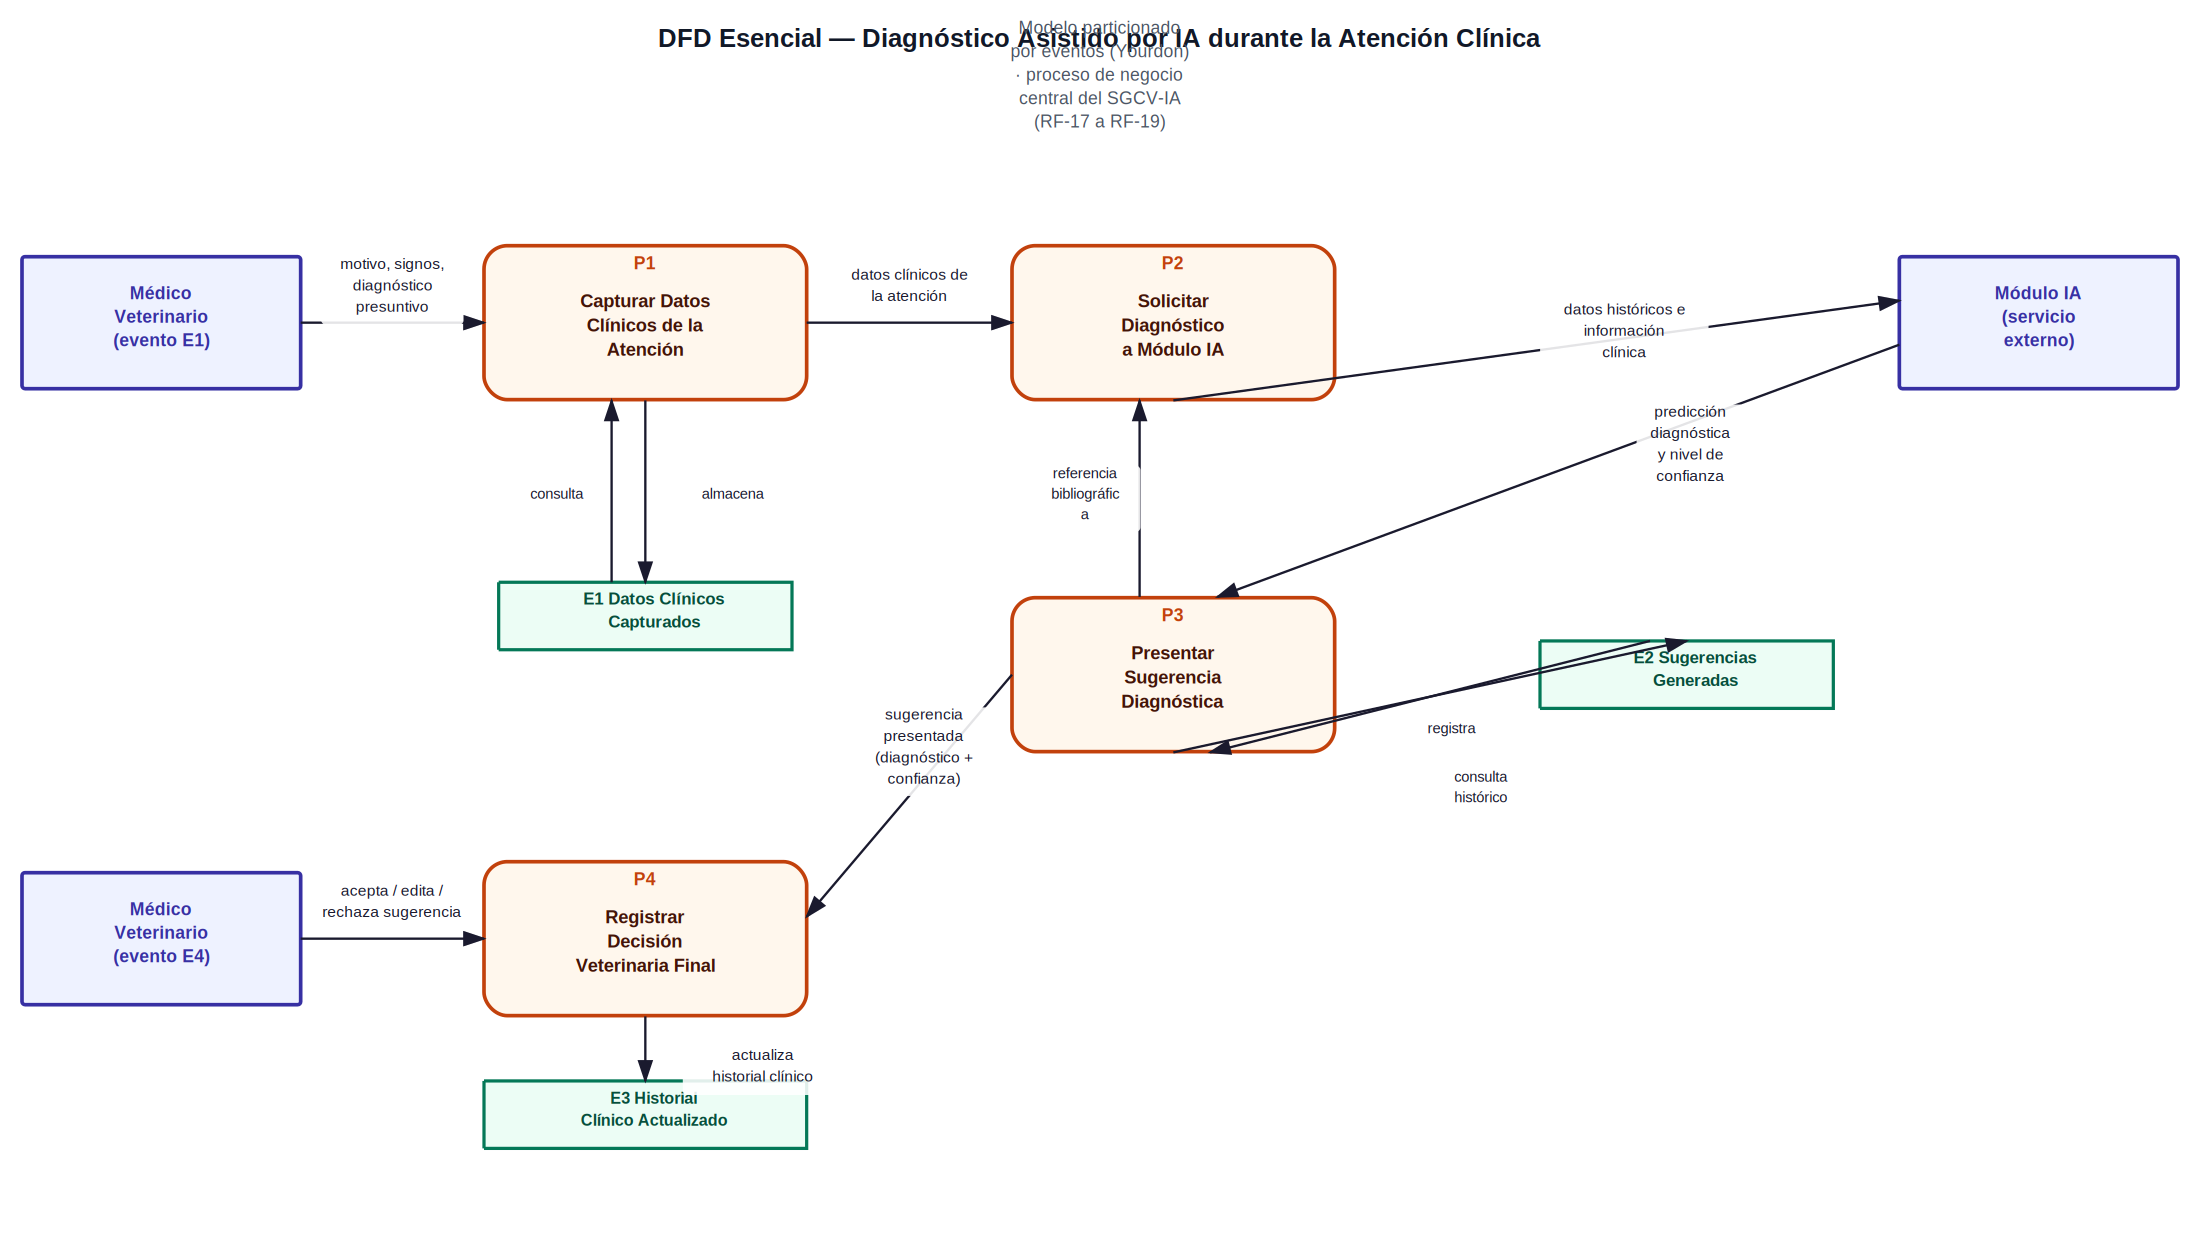 DFD Esencial — Diagnóstico Asistido por IA durante la Atención Clínica
Modelo particionado
por eventos (Yourdon)
· proceso de negocio
central del SGCV-IA
(RF-17 a RF-19)
Médico
Veterinario
(evento E1)
motivo, signos,
diagnóstico
presuntivo
P1
Capturar Datos
Clínicos de la
Atención
datos clínicos de
la atención
P2
Solicitar
Diagnóstico
a Módulo IA
datos históricos e
información
clínica
Módulo IA
(servicio
externo)
predicción
diagnóstica
y nivel de
confianza
consulta
almacena
referencia
bibliográfic
a
E1 Datos Clínicos
Capturados
P3
Presentar
Sugerencia
Diagnóstica
E2 Sugerencias
Generadas
registra
consulta
histórico
sugerencia
presentada
(diagnóstico +
confianza)
Médico
Veterinario
(evento E4)
acepta / edita /
rechaza sugerencia
P4
Registrar
Decisión
Veterinaria Final
actualiza
historial clínico
E3 Historial
Clínico Actualizado